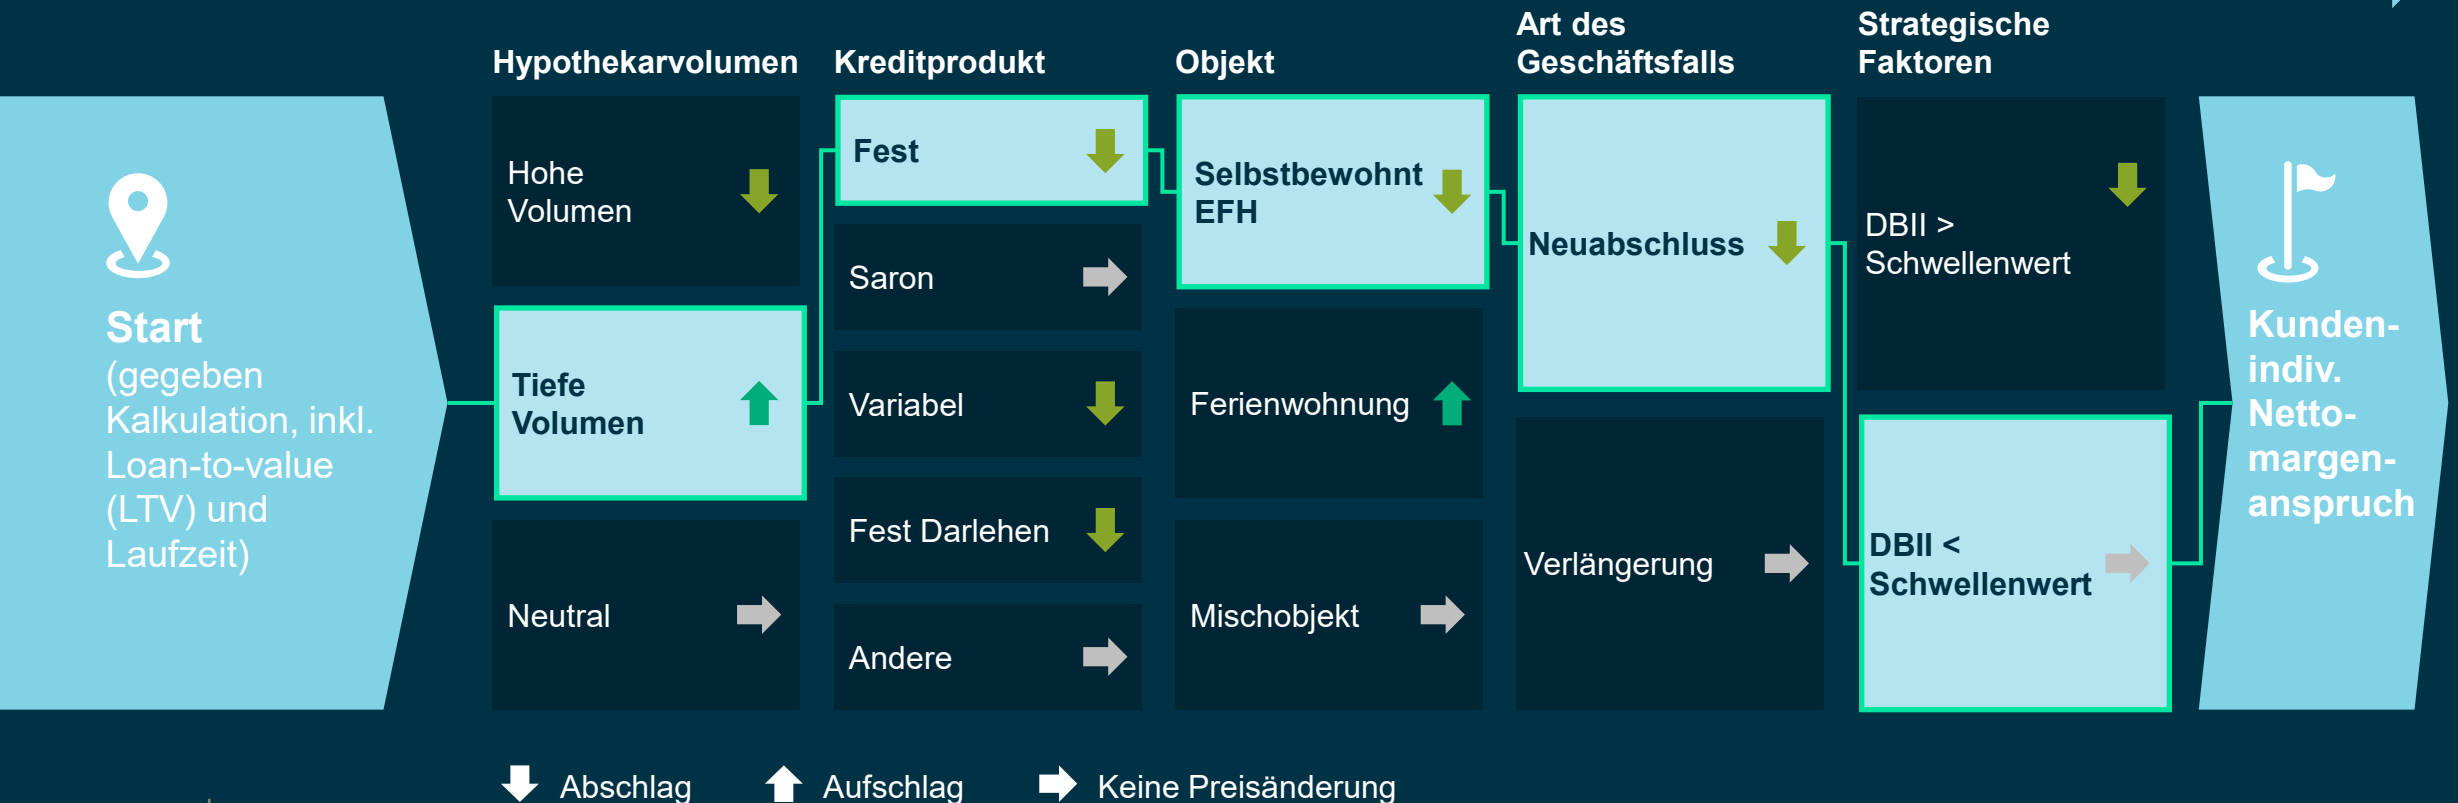 Hypothekarvolumen
Kreditprodukt
Objekt
Art des
Geschäftsfalls
Strategische
Faktoren
Start
(gegeben
Kalkulation, inkl.
Loan-to-value
(LTV) und
Laufzeit)
Hohe
Volumen
Tiefe
Volumen
Neutral
Fest
Saron
Variabel
Fest Darlehen
Andere
Selbstbewohnt
EFH
Ferienwohnung
Mischobjekt
Neuabschluss
Verlängerung
DBII >
Schwellenwert
DBII <
Schwellenwert
Kunden-
indiv.
Netto-
margen-
anspruch
Abschlag
Aufschlag
Keine Preisänderung